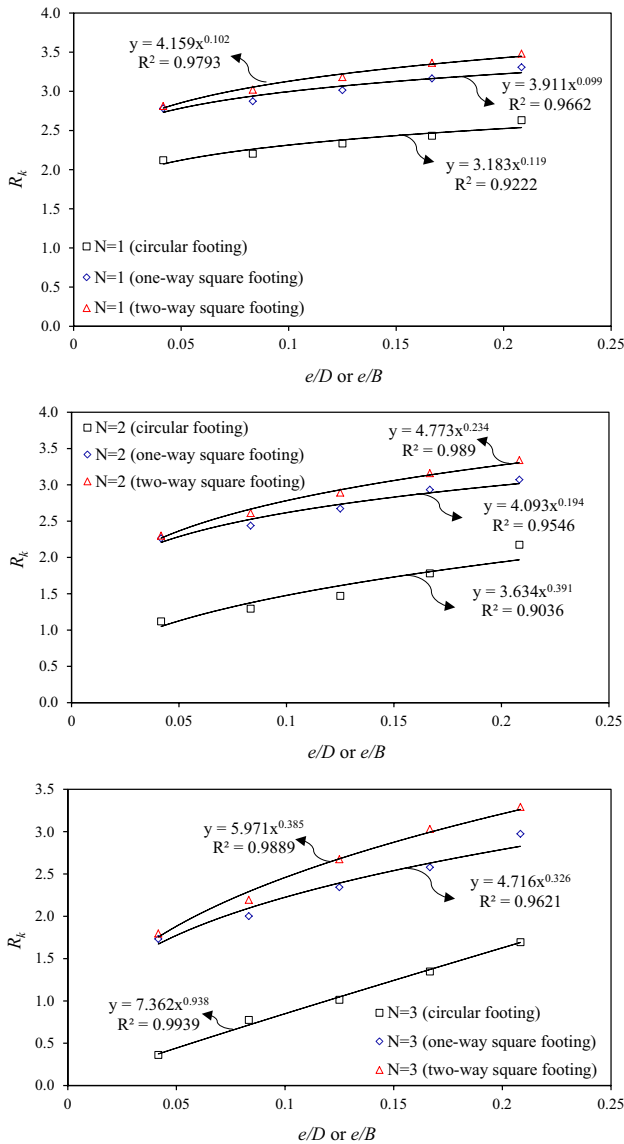 4.0
3.5
3.0
2.5
2.0
1.5
1.0
0.5
0.0
R_k
y = 4.159x^0.102
R² = 0.9793
y = 3.911x^0.099
R² = 0.9662
y = 3.183x^0.119
R² = 0.9222
N=1 (circular footing)
N=1 (one-way square footing)
N=1 (two-way square footing)
0 0.05 0.1 0.15 0.2 0.25
e/D or e/B
4.0
3.5
3.0
2.5
2.0
1.5
1.0
0.5
0.0
R_k
N=2 (circular footing)
N=2 (one-way square footing)
N=2 (two-way square footing)
y = 4.773x^0.234
R² = 0.989
y = 4.093x^0.194
R² = 0.9546
y = 3.634x^0.391
R² = 0.9036
0 0.05 0.1 0.15 0.2 0.25
e/D or e/B
3.5
3.0
2.5
2.0
1.5
1.0
0.5
0.0
R_k
y = 5.971x^0.385
R² = 0.9889
y = 4.716x^0.326
R² = 0.9621
y = 7.362x^0.938
R² = 0.9939
N=3 (circular footing)
N=3 (one-way square footing)
N=3 (two-way square footing)
0 0.05 0.1 0.15 0.2 0.25
e/D or e/B